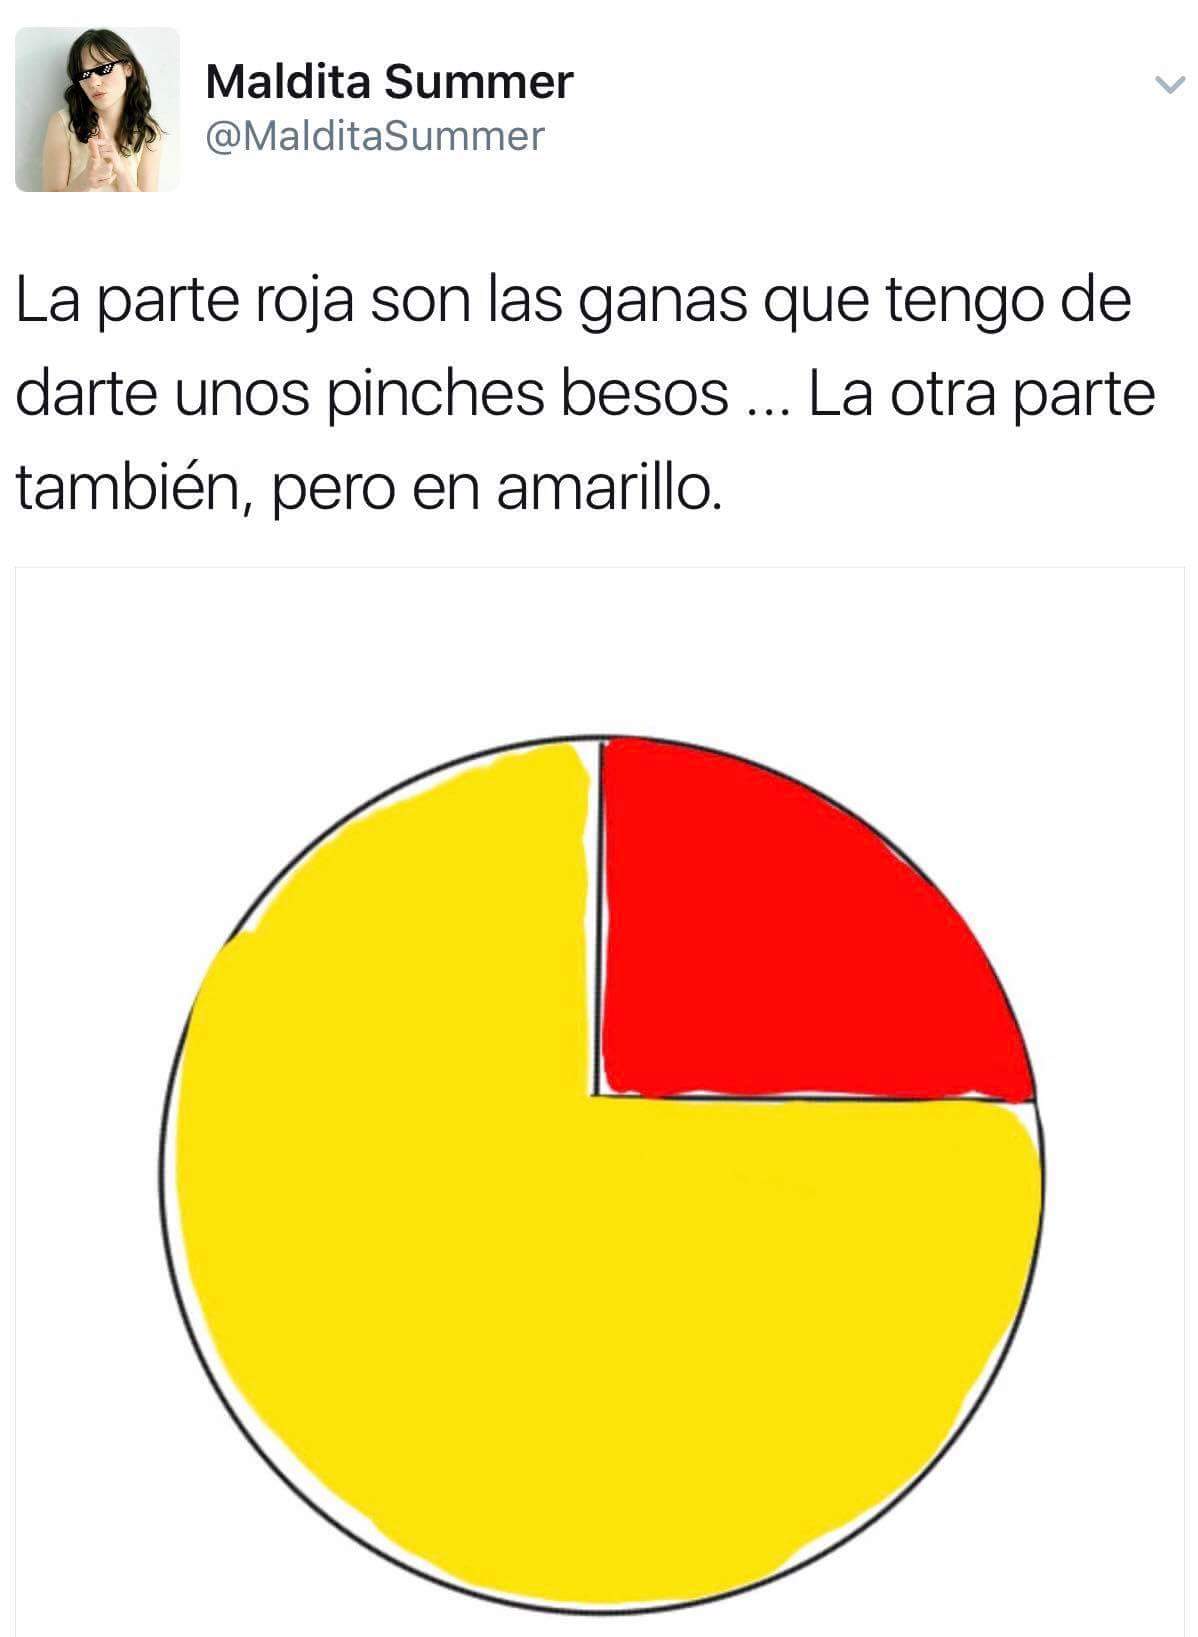 Maldita Summer
@MalditaSummer
La parte roja son las ganas que tengo de
darte unos pinches besos ... La otra parte
también, pero en amarillo.